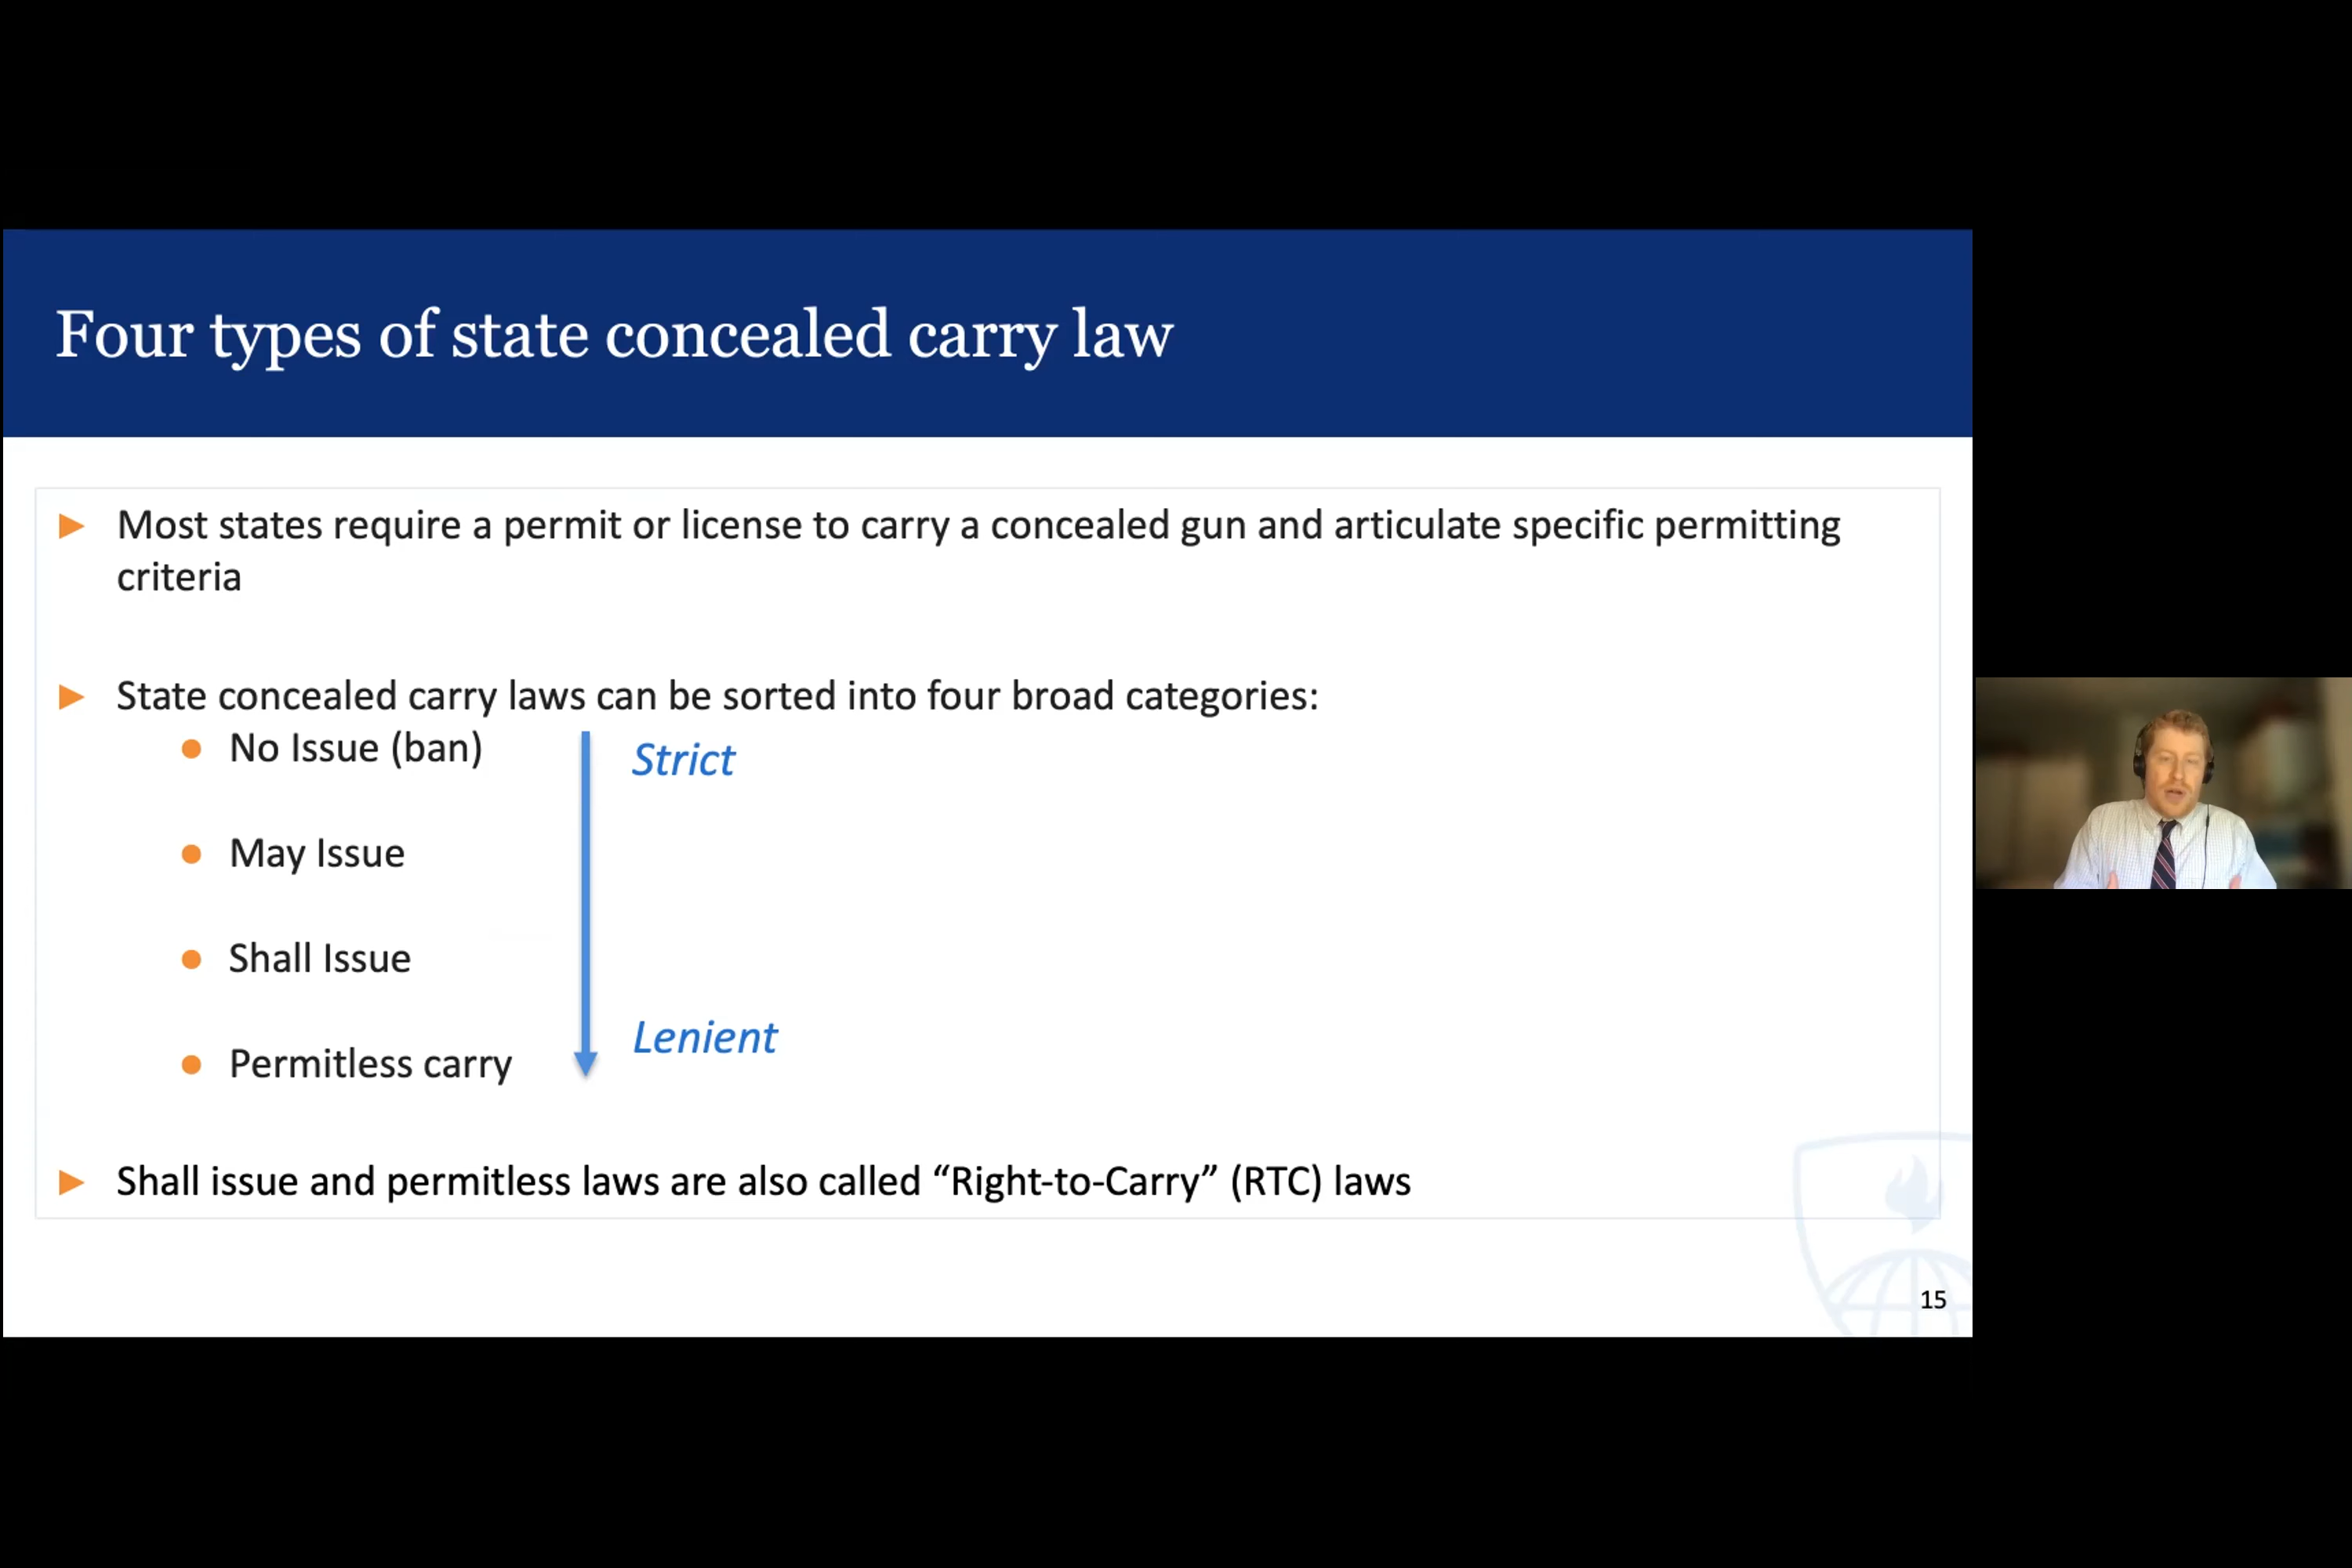 Four types of state concealed carry law
Most states require a permit or license to carry a concealed gun and articulate specific permitting
criteria
State concealed carry laws can be sorted into four broad categories:
No Issue (ban)
Strict
May Issue
Shall Issue
Lenient
Permitless carry
Shall issue and permitless laws are also called “Right-to-Carry” (RTC) laws
15